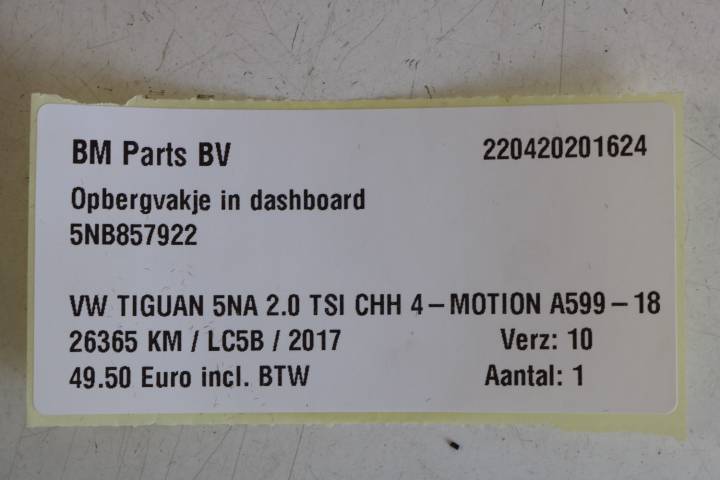 BM Parts BV 220420201624
Opbergvakje in dashboard
5NB857922
VW TIGUAN 5NA 2.0 TSI CHH 4-MOTION A599-18
26365 KM / LC5B / 2017 Verz: 10
49.50 Euro incl. BTW Aantal: 1